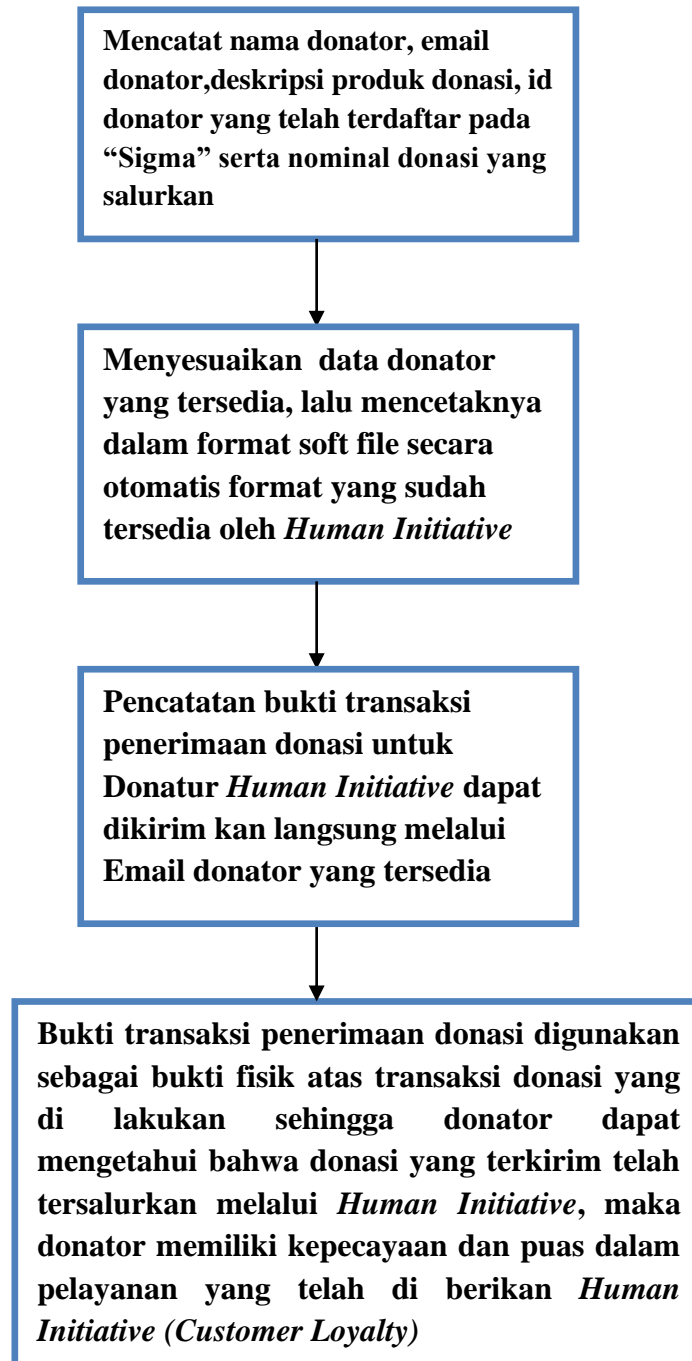 Mencatat nama donator, email
donator,deskripsi produk donasi, id
donator yang telah terdaftar pada
“Sigma” serta nominal donasi yang
salurkan
Menyesuaikan data donator
yang tersedia, lalu mencetaknya
dalam format soft file secara
otomatis format yang sudah
tersedia oleh Human Initiative
Pencatatan bukti transaksi
penerimaan donasi untuk
Donatur Human Initiative dapat
dikirim kan langsung melalui
Email donator yang tersedia
Bukti transaksi penerimaan donasi digunakan
sebagai bukti fisik atas transaksi donasi yang
di lakukan sehingga donator dapat
mengetahui bahwa donasi yang terkirim telah
tersalurkan melalui Human Initiative, maka
donator memiliki kepecayaan dan puas dalam
pelayanan yang telah di berikan Human
Initiative (Customer Loyalty)